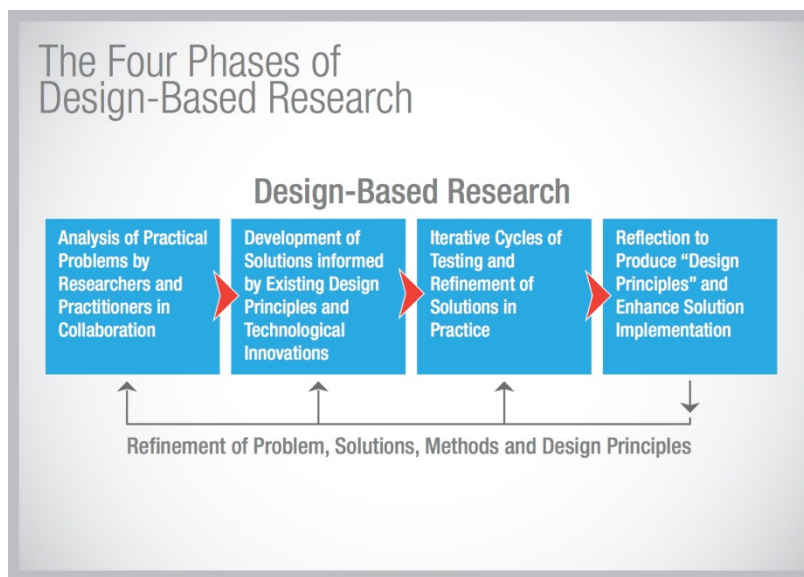 The Four Phases of
Design-Based Research
Design-Based Research
Analysis of Practical
Problems by
Researchers and
Practitioners in
Collaboration
Development of
Solutions informed
by Existing Design
Principles and
Technological
Innovations
Iterative Cycles of
Testing and
Refinement of
Solutions in
Practice
Reflection to
Produce “Design
Principles” and
Enhance Solution
Implementation
Refinement of Problem, Solutions, Methods and Design Principles